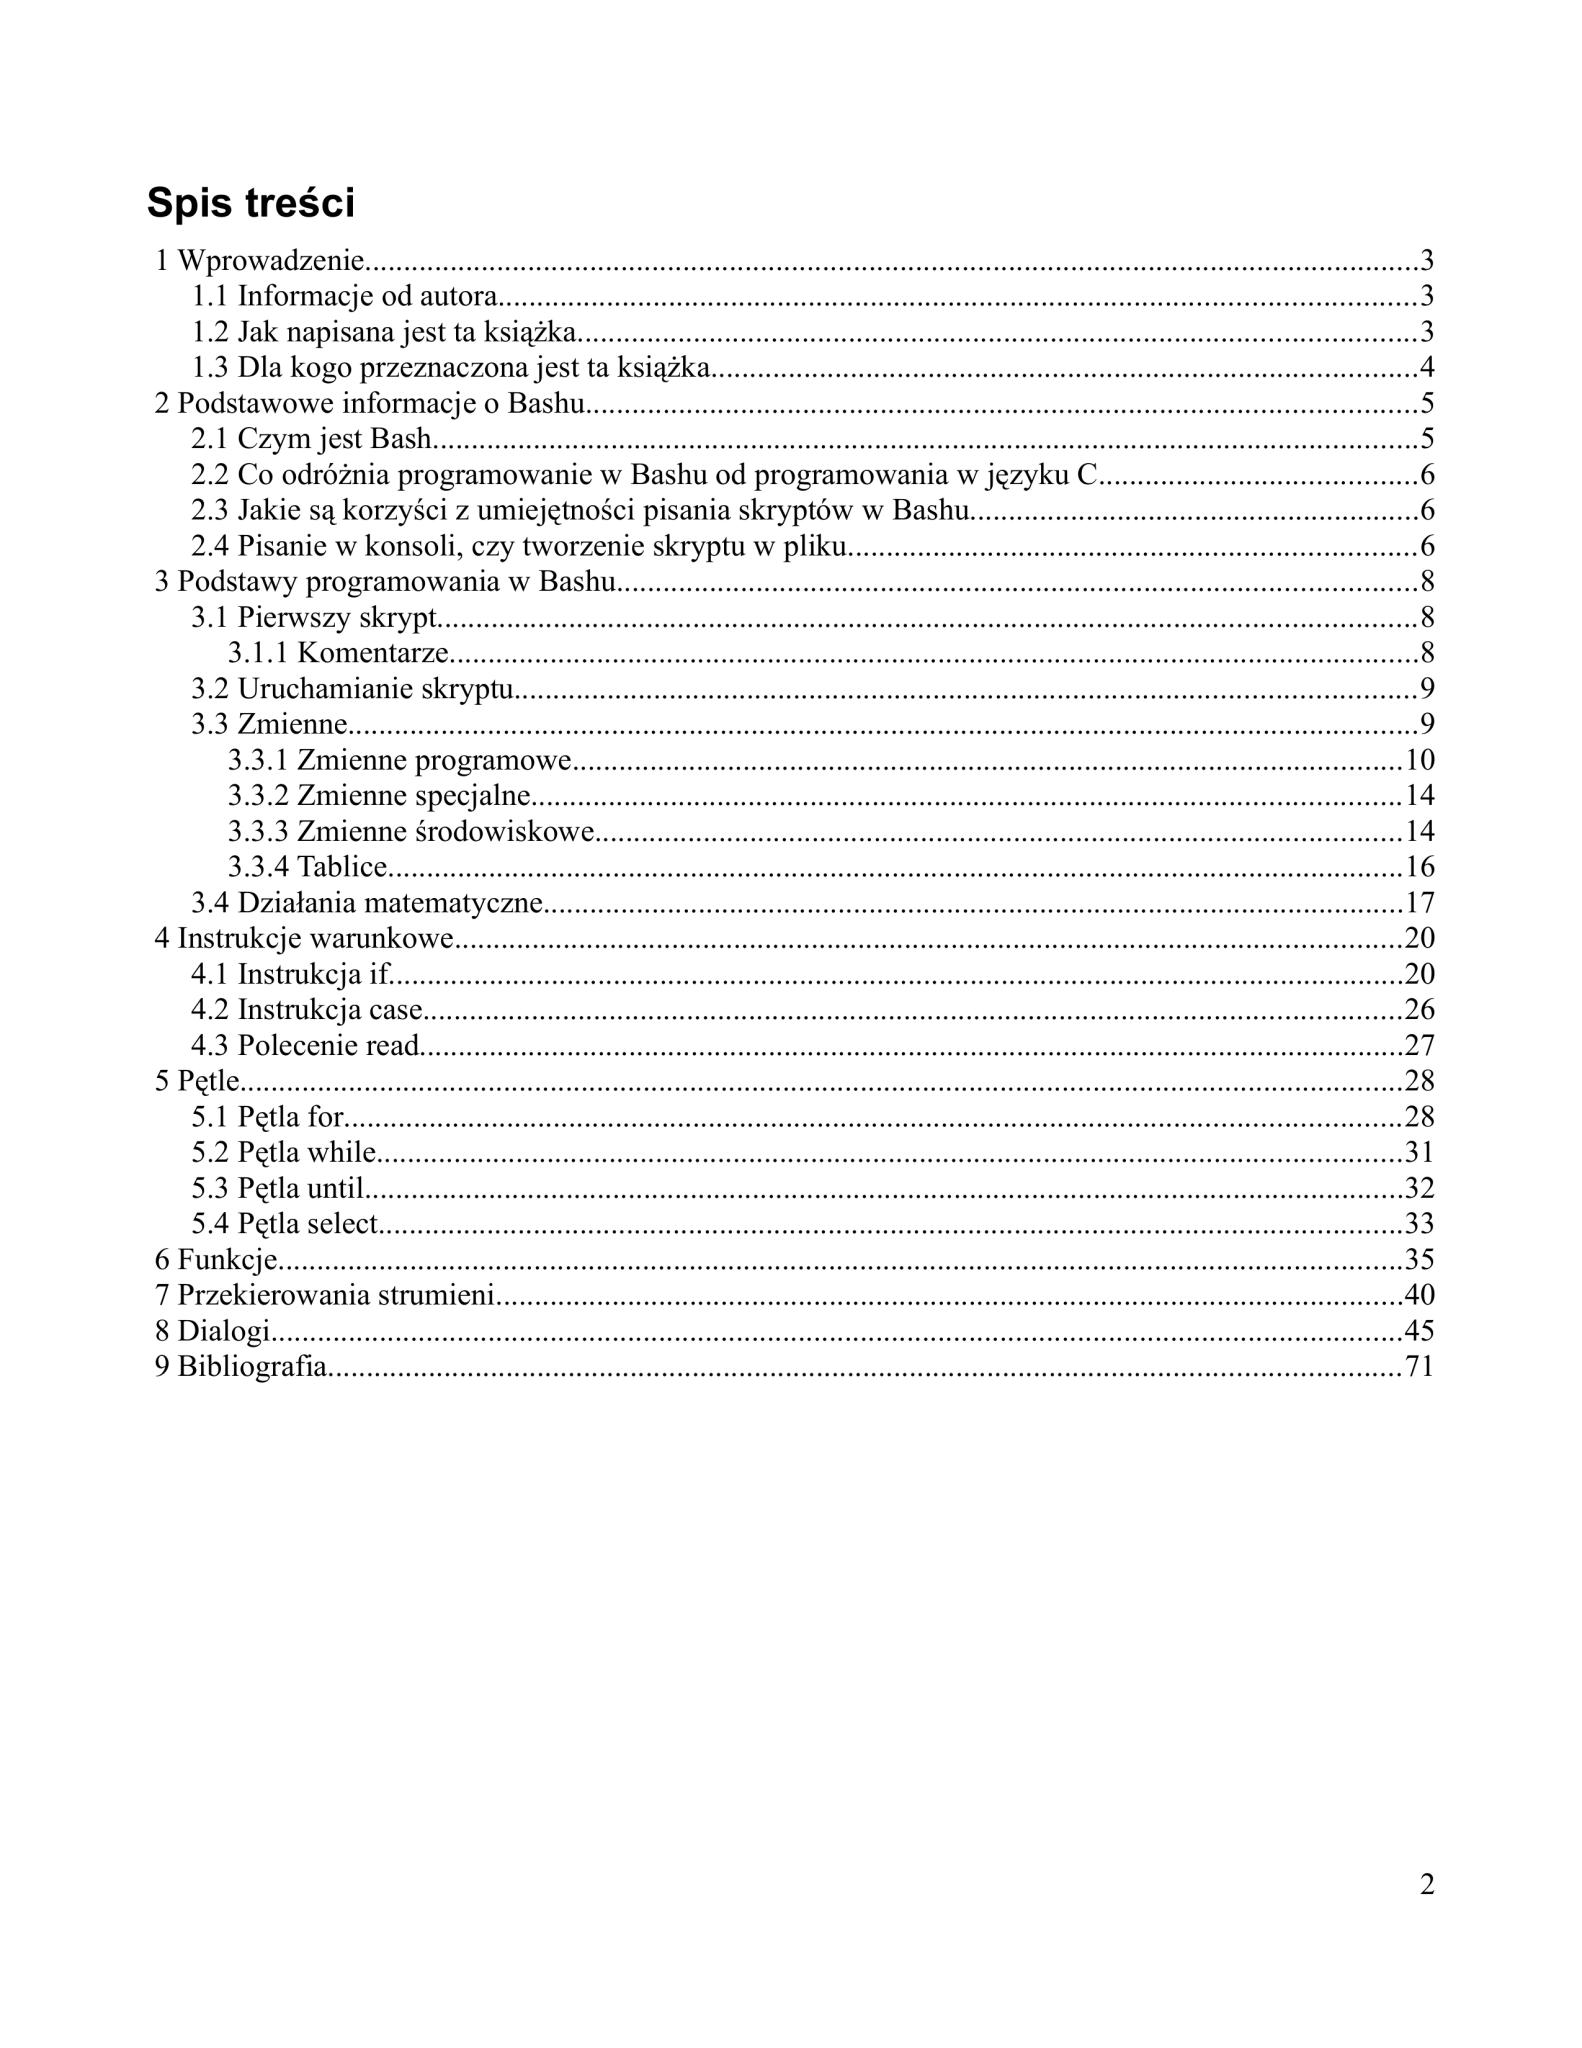 Spis treści
1 Wprowadzenie.....3
1.1 Informacje od autora.....3
1.2 Jak napisana jest ta książka.....3
1.3 Dla kogo przeznaczona jest ta książka.....4
2 Podstawowe informacje o Bashu.....5
2.1 Czym jest Bash.....5
2.2 Co odróżnia programowanie w Bashu od programowania w języku C.....6
2.3 Jakie są korzyści z umiejętności pisania skryptów w Bashu.....6
2.4 Pisanie w konsoli, czy tworzenie skryptu w pliku.....6
3 Podstawy programowania w Bashu.....8
3.1 Pierwszy skrypt.....8
3.1.1 Komentarze.....8
3.2 Uruchamianie skryptu.....9
3.3 Zmienne.....9
3.3.1 Zmienne programowe.....10
3.3.2 Zmienne specjalne.....14
3.3.3 Zmienne środowiskowe.....14
3.3.4 Tablice.....16
3.4 Działania matematyczne.....17
4 Instrukcje warunkowe.....20
4.1 Instrukcja if.....20
4.2 Instrukcja case.....26
4.3 Polecenie read.....27
5 Pętle.....28
5.1 Pętla for.....28
5.2 Pętla while.....31
5.3 Pętla until.....32
5.4 Pętla select.....33
6 Funkcje.....35
7 Przekierowania strumieni.....40
8 Dialogi.....45
9 Bibliografia.....71
2